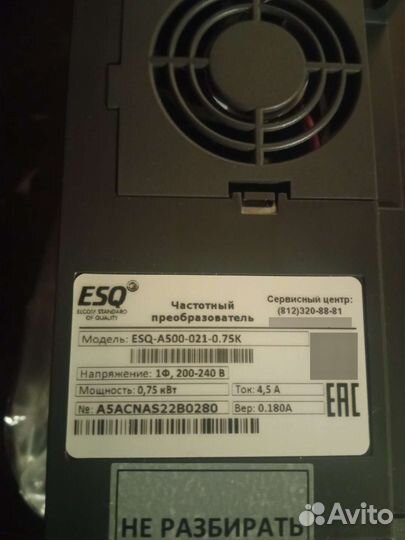 ESQ
ELCOM STANDARD
OF QUALITY
Частотный
преобразователь
Сервисный центр:
(812)320-88-81
Модель: ESQ-A500-021-0.75K
Напряжение: 1Ф, 200-240 В
Мощность: 0,75 кВт
Ток: 4,5 А
№: A5ACNAS22B0280
Вер: 0.180A
EAC
НЕ РАЗБИРАТЬ
Avito